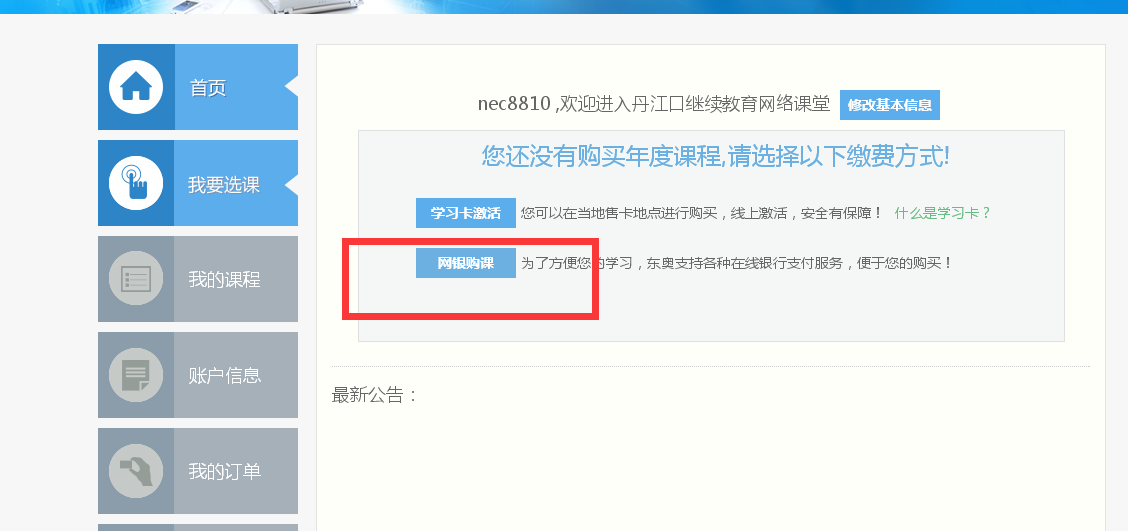 首页
我要选课
我的课程
账户信息
我的订单
nec8810 ,欢迎进入丹江口继续教育网络课堂 修改基本信息
您还没有购买年度课程,请选择以下缴费方式!
学习卡激活 您可以在当地售卡地点进行购买，线上激活，安全有保障！ 什么是学习卡？
网银购课 为了方便您的学习，东奥支持各种在线银行支付服务，便于您的购买！
最新公告：